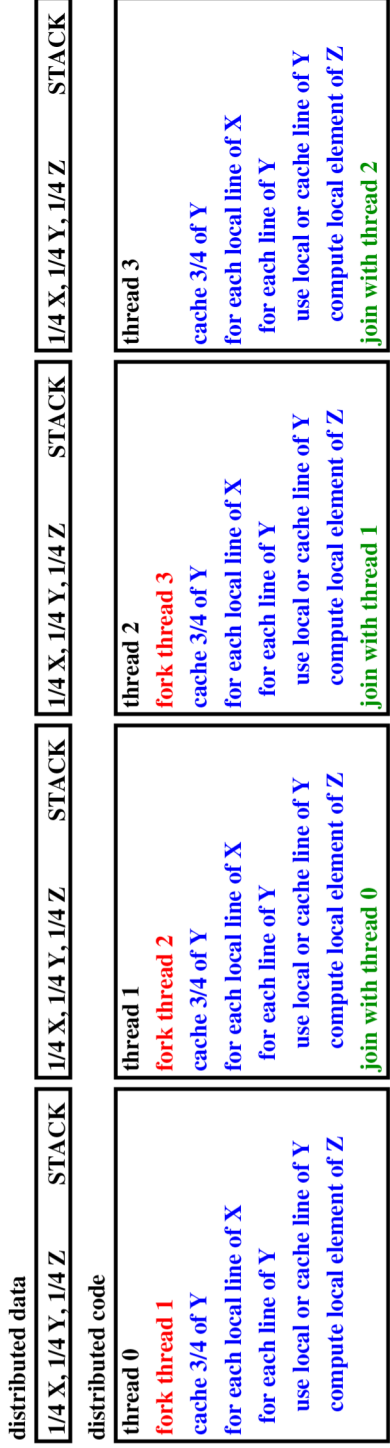 distributed data
1/4 X, 1/4 Y, 1/4 Z STACK
1/4 X, 1/4 Y, 1/4 Z STACK
1/4 X, 1/4 Y, 1/4 Z STACK
1/4 X, 1/4 Y, 1/4 Z STACK
distributed code
thread 0
fork thread 1
cache 3/4 of Y
for each local line of X
for each line of Y
use local or cache line of Y
compute local element of Z
thread 1
fork thread 2
cache 3/4 of Y
for each local line of X
for each line of Y
use local or cache line of Y
compute local element of Z
join with thread 0
thread 2
fork thread 3
cache 3/4 of Y
for each local line of X
for each line of Y
use local or cache line of Y
compute local element of Z
join with thread 1
thread 3
cache 3/4 of Y
for each local line of X
for each line of Y
use local or cache line of Y
compute local element of Z
join with thread 2